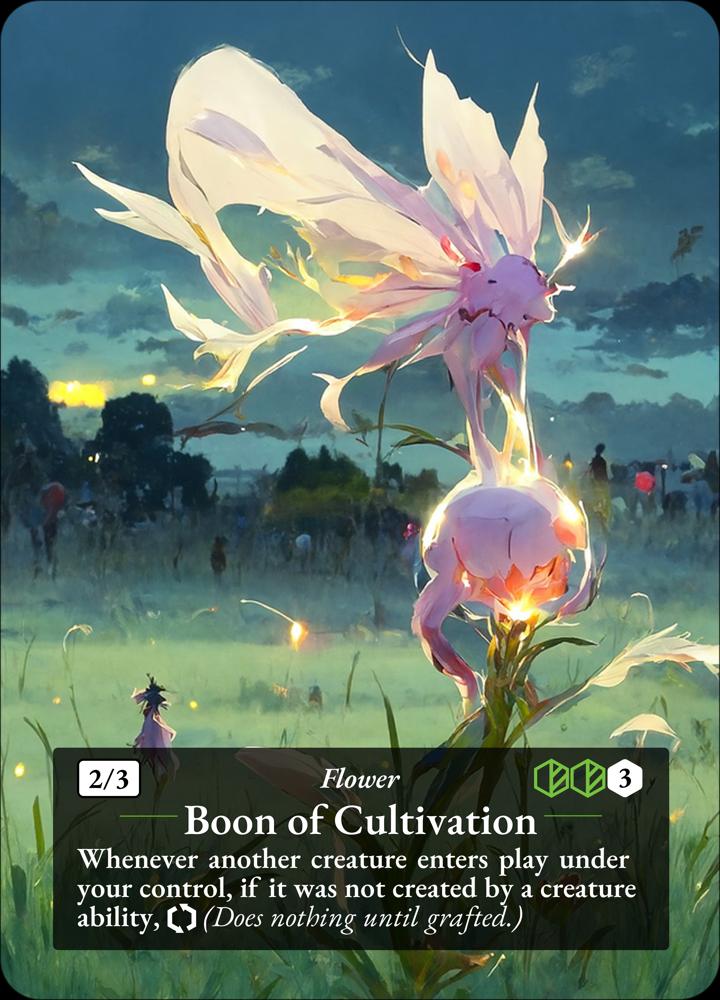 2/3 Flower 3
Boon of Cultivation
Whenever another creature enters play under
your control, if it was not created by a creature
ability, (Does nothing until grafted.)